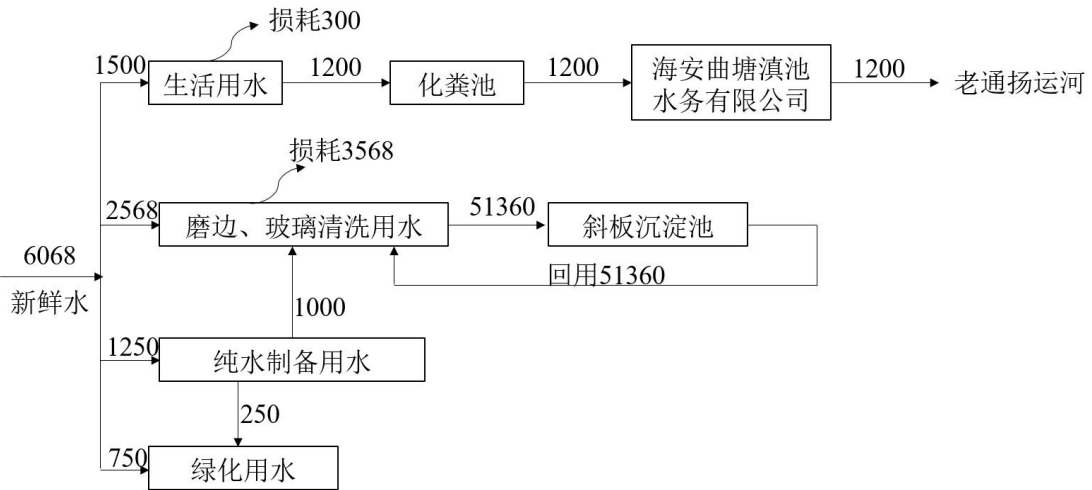 损耗300
1500
生活用水
1200
化粪池
1200
海安曲塘滇池
水务有限公司
1200
老通扬运河
损耗3568
2568
磨边、玻璃清洗用水
51360
斜板沉淀池
6068
新鲜水
回用51360
1000
1250
纯水制备用水
250
750
绿化用水